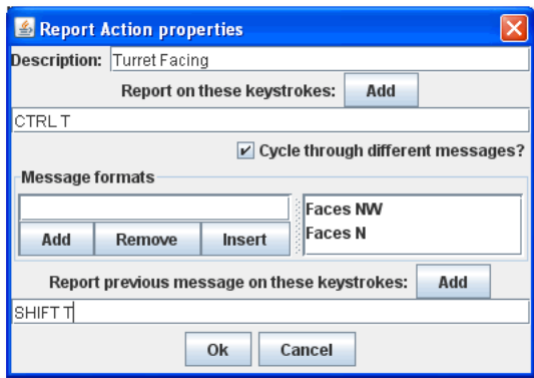 Report Action properties
Description: Turret Facing
Report on these keystrokes: Add
CTRL T
Cycle through different messages?
Message formats
Faces NW
Faces N
Add Remove Insert
Report previous message on these keystrokes: Add
SHIFT T
Ok Cancel